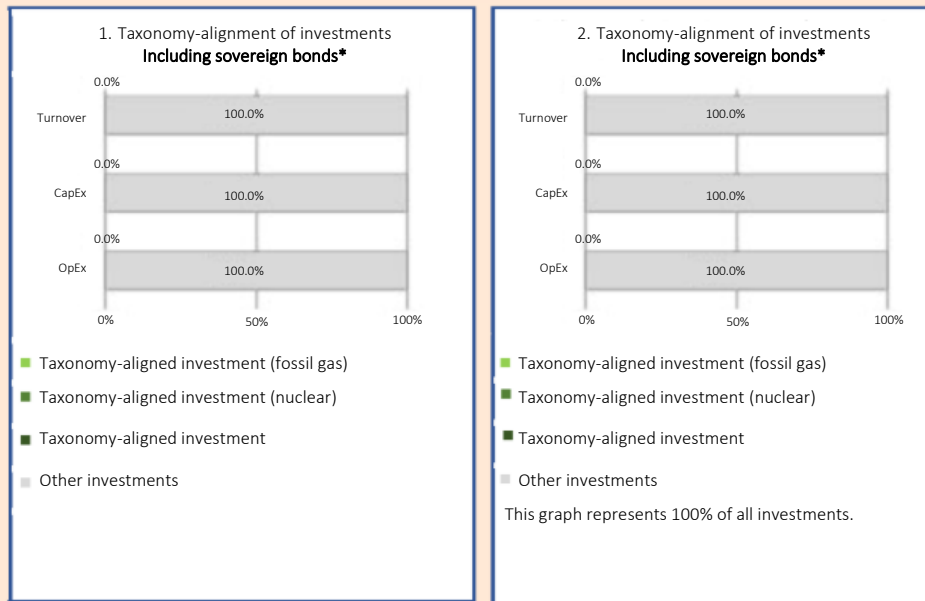 1. Taxonomy-alignment of investments
Including sovereign bonds*
0.0%
Turnover
100.0%
0.0%
CapEx
100.0%
0.0%
OpEx
100.0%
0%
50%
100%
Taxonomy-aligned investment (fossil gas)
Taxonomy-aligned investment (nuclear)
Taxonomy-aligned investment
Other investments
2. Taxonomy-alignment of investments
Including sovereign bonds*
0.0%
Turnover
100.0%
0.0%
CapEx
100.0%
0.0%
OpEx
100.0%
0%
50%
100%
Taxonomy-aligned investment (fossil gas)
Taxonomy-aligned investment (nuclear)
Taxonomy-aligned investment
Other investments
This graph represents 100% of all investments.